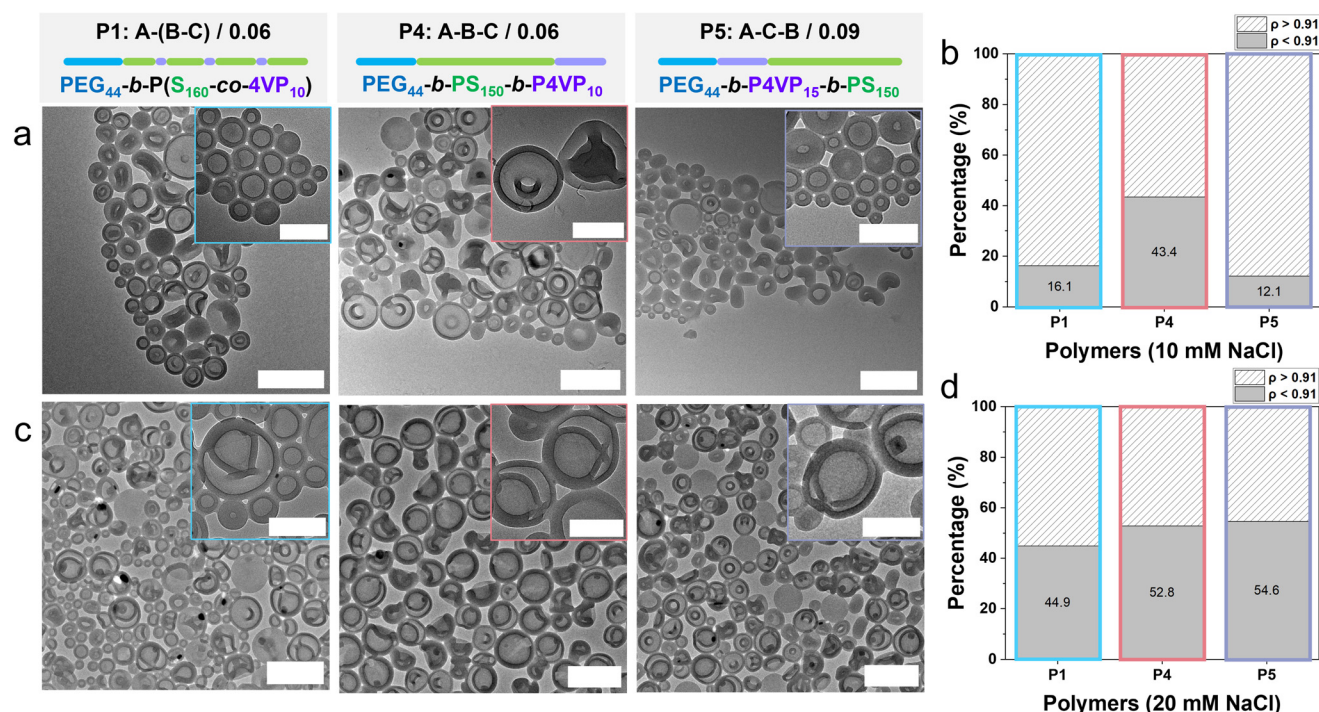 P1: A-(B-C) / 0.06
PEG₄₄-b-P(S₁₆₀-co-4VP₁₀)
P4: A-B-C / 0.06
PEG₄₄-b-PS₁₅₀-b-P4VP₁₀
P5: A-C-B / 0.09
PEG₄₄-b-P4VP₁₅-b-PS₁₅₀
a
c
b
ρ > 0.91
ρ < 0.91
Percentage (%)
100
80
60
40
20
0
16.1
43.4
12.1
P1 P4 P5
Polymers (10 mM NaCl)
d
ρ > 0.91
ρ < 0.91
Percentage (%)
100
80
60
40
20
0
44.9
52.8
54.6
P1 P4 P5
Polymers (20 mM NaCl)